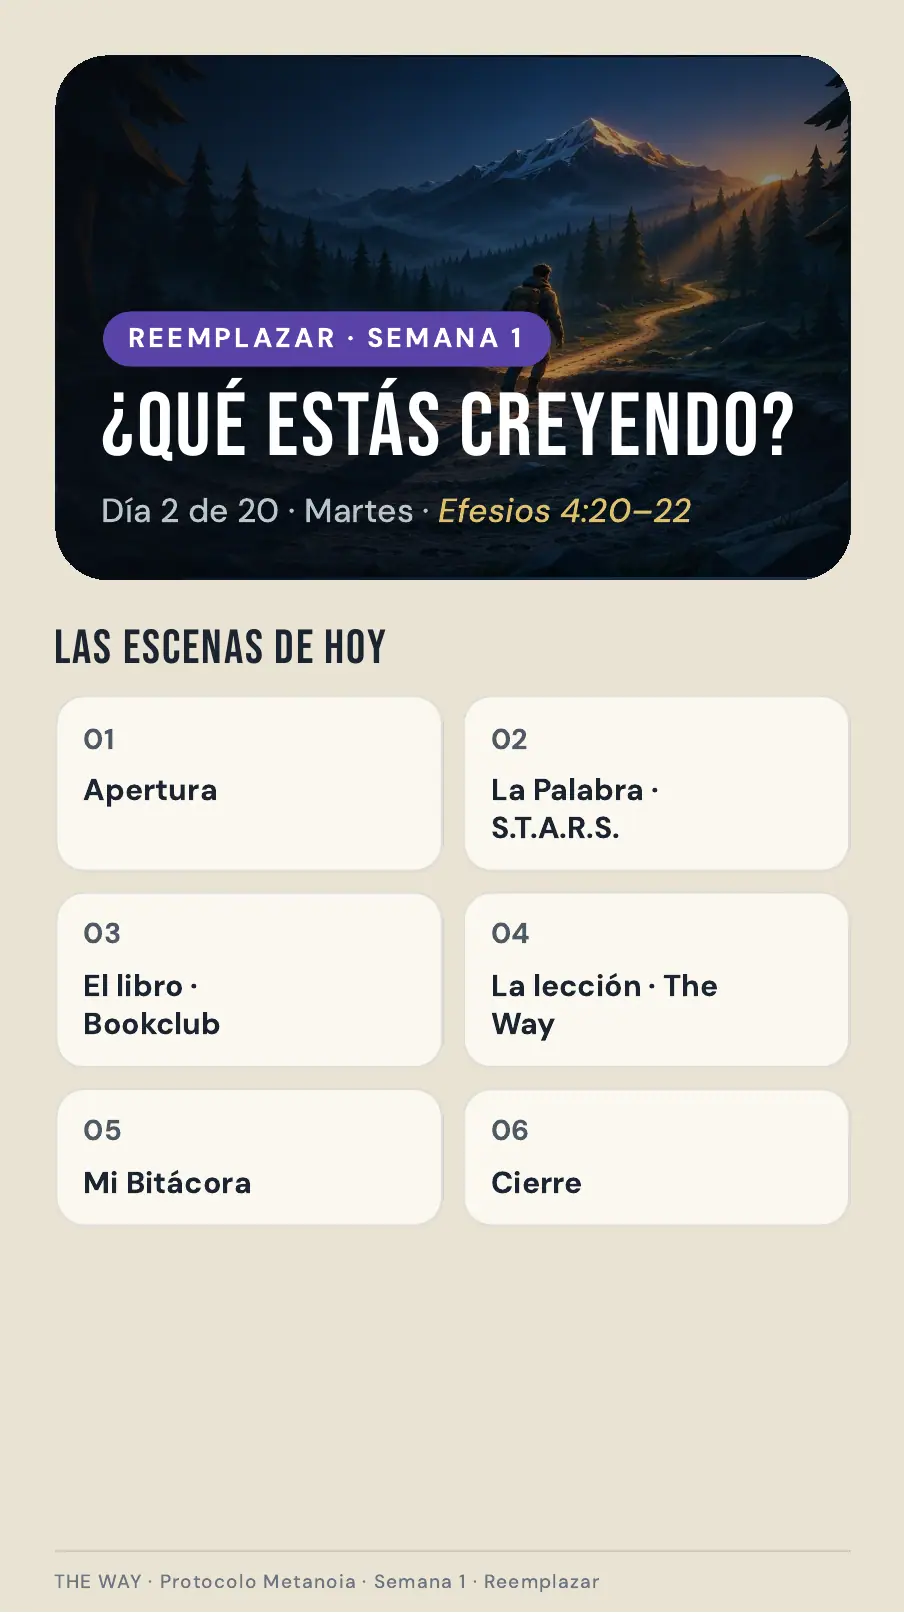 REEMPLAZAR · SEMANA 1
¿QUÉ ESTÁS CREYENDO?
Día 2 de 20 · Martes · Efesios 4:20–22
LAS ESCENAS DE HOY
01
Apertura
02
La Palabra ·
S.T.A.R.S.
03
El libro ·
Bookclub
04
La lección · The
Way
05
Mi Bitácora
06
Cierre
THE WAY · Protocolo Metanoia · Semana 1 · Reemplazar